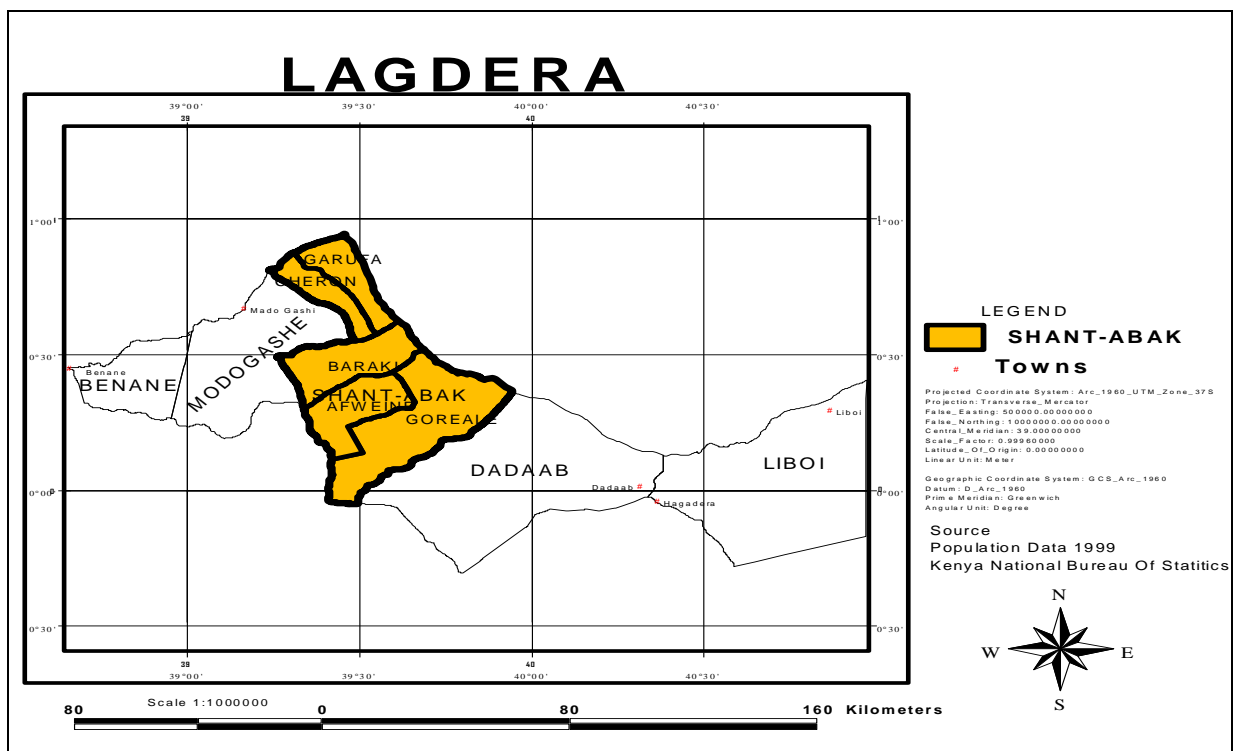 LAGDERA
39°00' 39°30' 40°00' 40°30'
39 40
1°00' 1°00'
GARUFA
CHERON
# Mado Gashi
MODOGASHE
0°30' 0°30'
# Benane
BENANE
BARAKI
SHANT-ABAK
AFWEIND
GOREALE
# Liboi
LIBOI
DADAAB
Dadaab #
0°00' 0°00'
# Hagadera
0°30' 0°30'
39 40
39°00' 39°30' 40°00' 40°30'
Scale 1:1000000
80 0 80 160 Kilometers
LEGEND
SHANT-ABAK
# Towns
Projected Coordinate System: Arc_1960_UTM_Zone_37S
Projection: Transverse_Mercator
False_Easting: 500000.00000000
False_Northing: 10000000.00000000
Central_Meridian: 39.00000000
Scale_Factor: 0.99960000
Latitude_Of_Origin: 0.00000000
Linear Unit: Meter
Geographic Coordinate System: GCS_Arc_1960
Datum: D_Arc_1960
Prime Meridian: Greenwich
Angular Unit: Degree
Source
Population Data 1999
Kenya National Bureau Of Statitics
N
W E
S